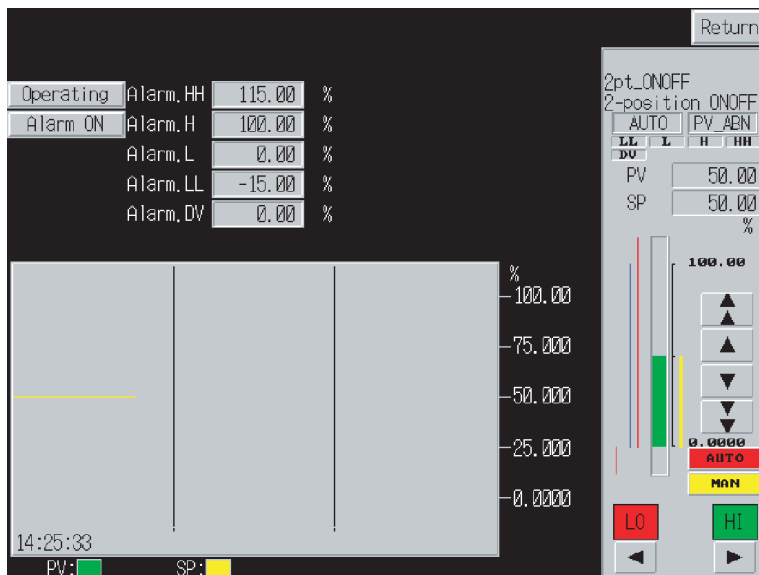 Return
Operating Alarm.HH 115.00 %
Alarm ON Alarm.H 100.00 %
Alarm.L 0.00 %
Alarm.LL -15.00 %
Alarm.DV 0.00 %
%
100.00
75.000
50.000
25.000
0.0000
14:25:33
PV: SP:
2pt_ONOFF
2-position ONOFF
AUTO PV_ABN
LL L H HH
DV
PV 50.00
SP 50.00
%
100.00
0.0000
AUTO
MAN
LO HI